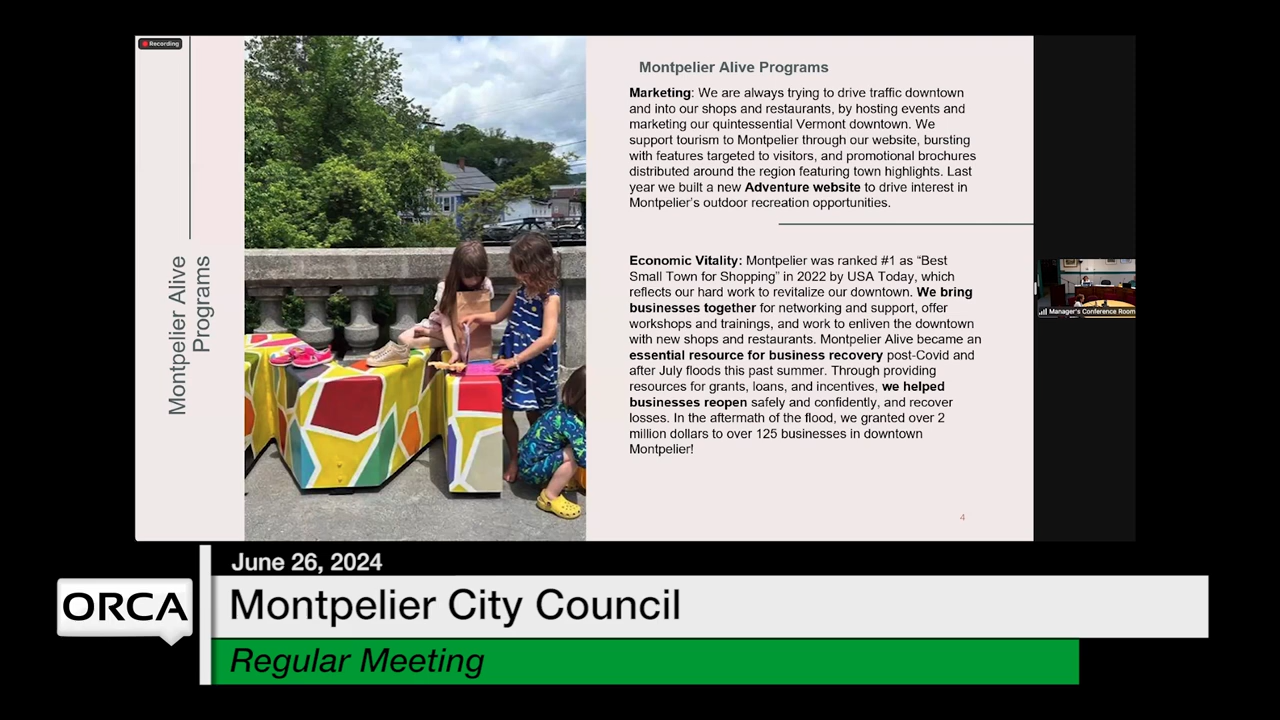 Recording
Montpelier Alive
Programs
Montpelier Alive Programs
Marketing: We are always trying to drive traffic downtown
and into our shops and restaurants, by hosting events and
marketing our quintessential Vermont downtown. We
support tourism to Montpelier through our website, bursting
with features targeted to visitors, and promotional brochures
distributed around the region featuring town highlights. Last
year we built a new Adventure website to drive interest in
Montpelier's outdoor recreation opportunities.
Economic Vitality: Montpelier was ranked #1 as “Best
Small Town for Shopping” in 2022 by USA Today, which
reflects our hard work to revitalize our downtown. We bring
businesses together for networking and support, offer
workshops and trainings, and work to enliven the downtown
with new shops and restaurants. Montpelier Alive became an
essential resource for business recovery post-Covid and
after July floods this past summer. Through providing
resources for grants, loans, and incentives, we helped
businesses reopen safely and confidently, and recover
losses. In the aftermath of the flood, we granted over 2
million dollars to over 125 businesses in downtown
Montpelier!
4
Manager's Conference Room
June 26, 2024
ORCA
Montpelier City Council
Regular Meeting